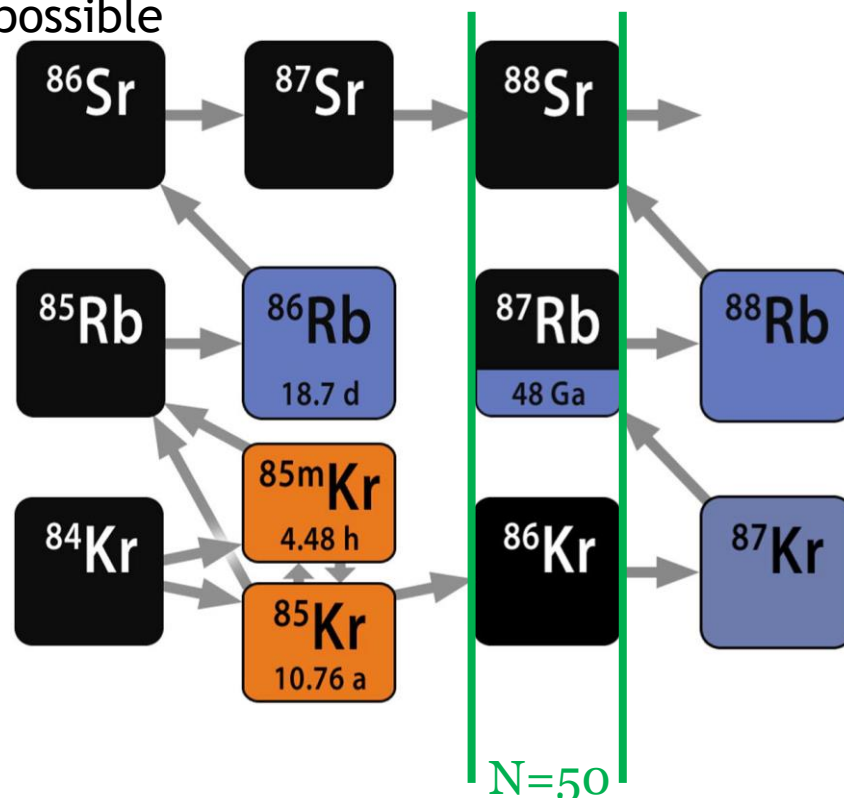 possible
⁸⁶Sr
⁸⁷Sr
⁸⁸Sr
⁸⁵Rb
⁸⁶Rb
18.7 d
⁸⁷Rb
48 Ga
⁸⁸Rb
⁸⁴Kr
⁸⁵ᵐKr
4.48 h
⁸⁵Kr
10.76 a
⁸⁶Kr
⁸⁷Kr
N=50